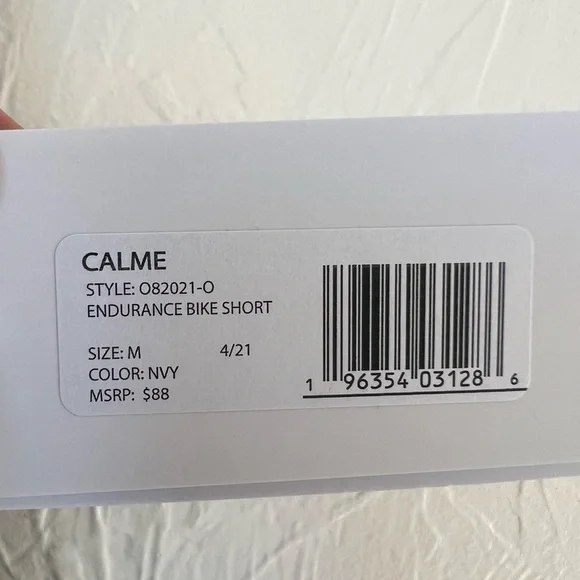 CALME
STYLE: O82021-O
ENDURANCE BIKE SHORT
SIZE: M 4/21
COLOR: NVY
MSRP: $88
1 96354 03128 6